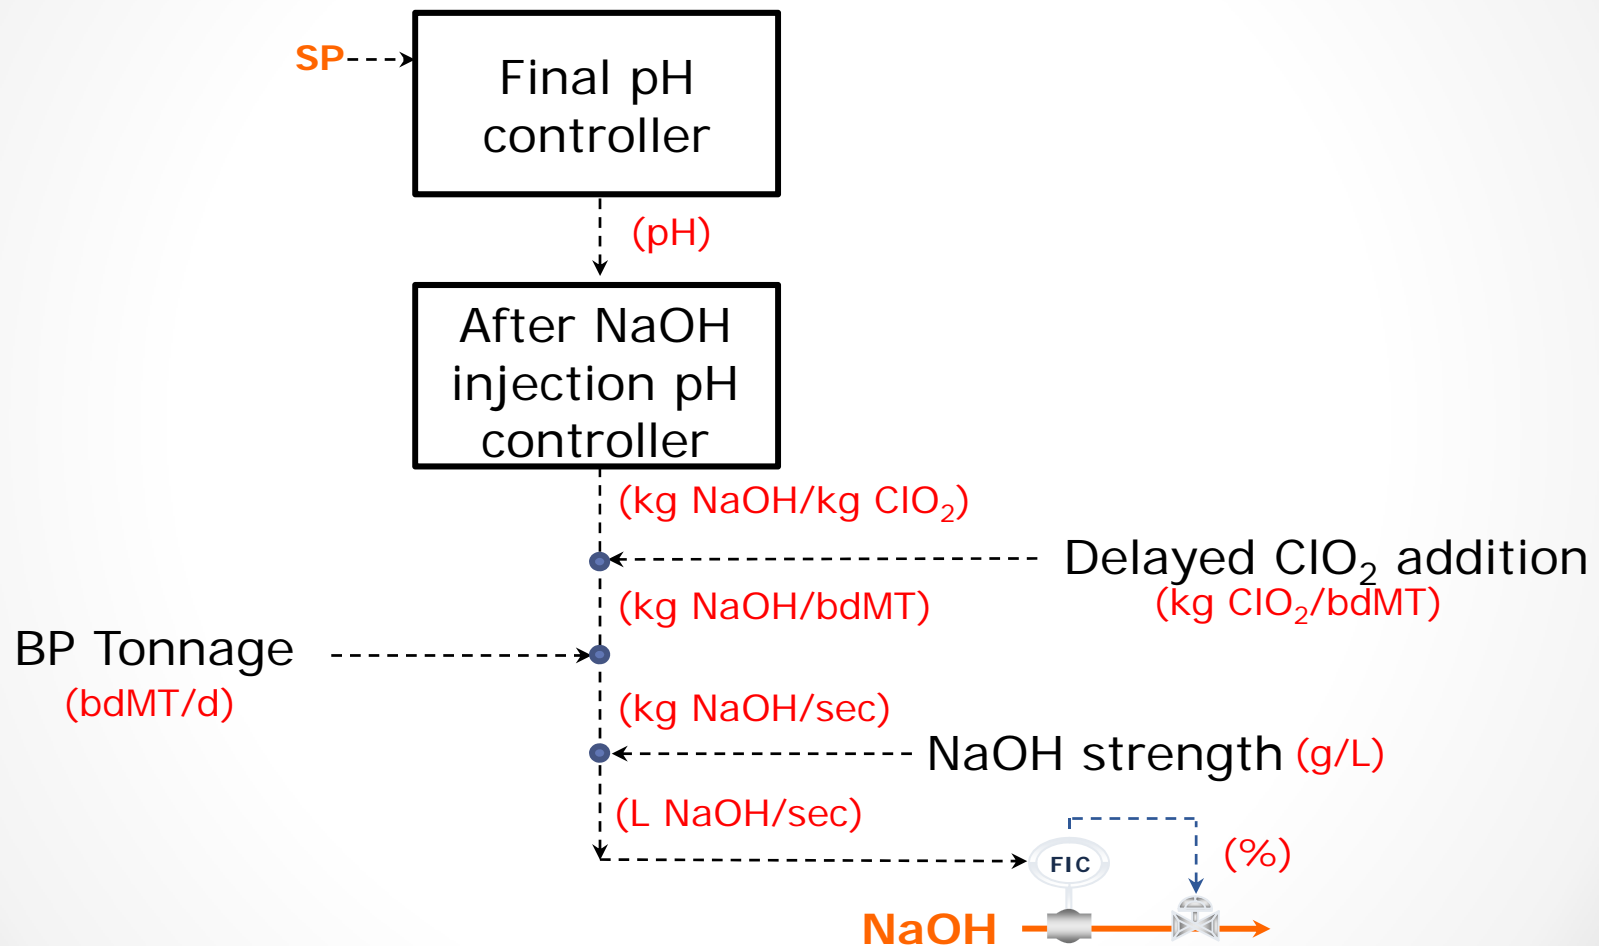 SP
Final pH
controller
(pH)
After NaOH
injection pH
controller
(kg NaOH/kg ClO₂)
Delayed ClO₂ addition
(kg ClO₂/bdMT)
(kg NaOH/bdMT)
BP Tonnage
(bdMT/d)
(kg NaOH/sec)
NaOH strength (g/L)
(L NaOH/sec)
FIC
(%)
NaOH